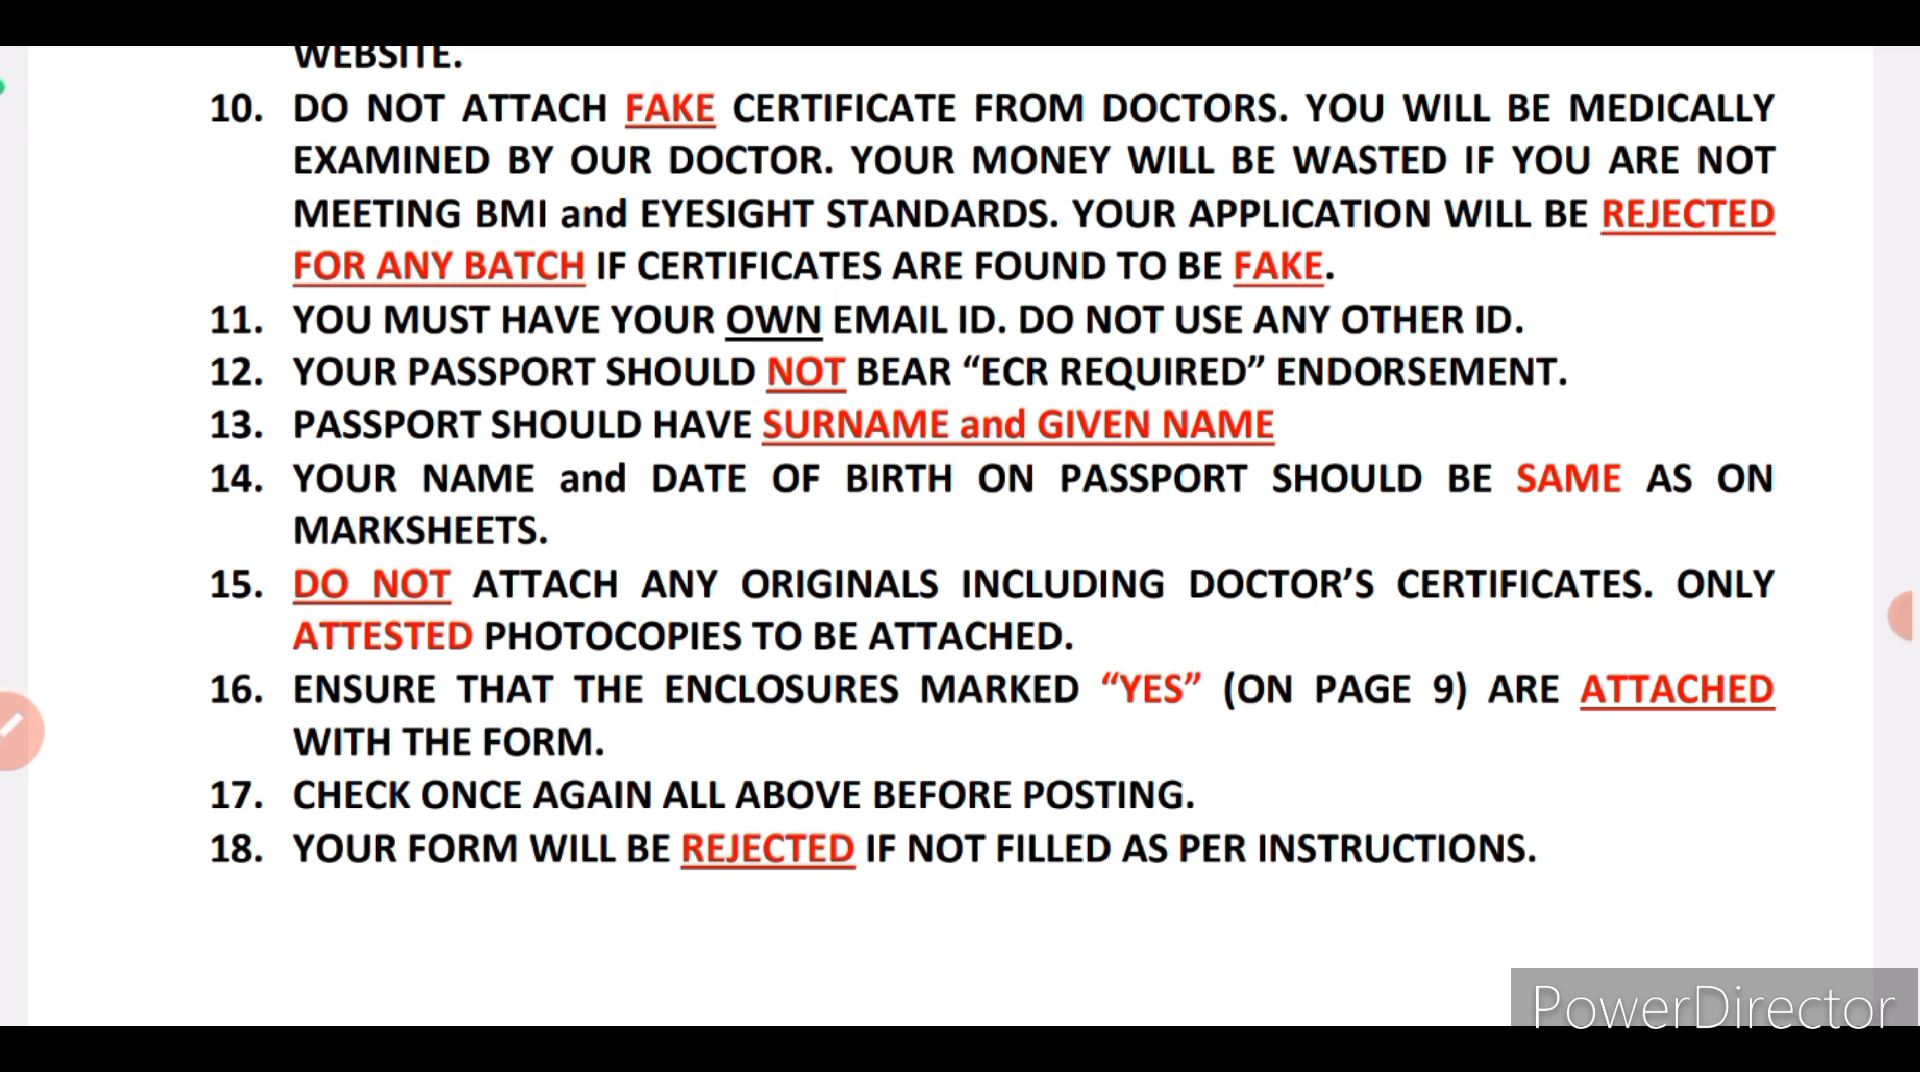 WEBSITE.
10. DO NOT ATTACH FAKE CERTIFICATE FROM DOCTORS. YOU WILL BE MEDICALLY
EXAMINED BY OUR DOCTOR. YOUR MONEY WILL BE WASTED IF YOU ARE NOT
MEETING BMI and EYESIGHT STANDARDS. YOUR APPLICATION WILL BE REJECTED
FOR ANY BATCH IF CERTIFICATES ARE FOUND TO BE FAKE.
11. YOU MUST HAVE YOUR OWN EMAIL ID. DO NOT USE ANY OTHER ID.
12. YOUR PASSPORT SHOULD NOT BEAR “ECR REQUIRED” ENDORSEMENT.
13. PASSPORT SHOULD HAVE SURNAME and GIVEN NAME
14. YOUR NAME and DATE OF BIRTH ON PASSPORT SHOULD BE SAME AS ON
MARKSHEETS.
15. DO NOT ATTACH ANY ORIGINALS INCLUDING DOCTOR’S CERTIFICATES. ONLY
ATTESTED PHOTOCOPIES TO BE ATTACHED.
16. ENSURE THAT THE ENCLOSURES MARKED “YES” (ON PAGE 9) ARE ATTACHED
WITH THE FORM.
17. CHECK ONCE AGAIN ALL ABOVE BEFORE POSTING.
18. YOUR FORM WILL BE REJECTED IF NOT FILLED AS PER INSTRUCTIONS.
PowerDirector